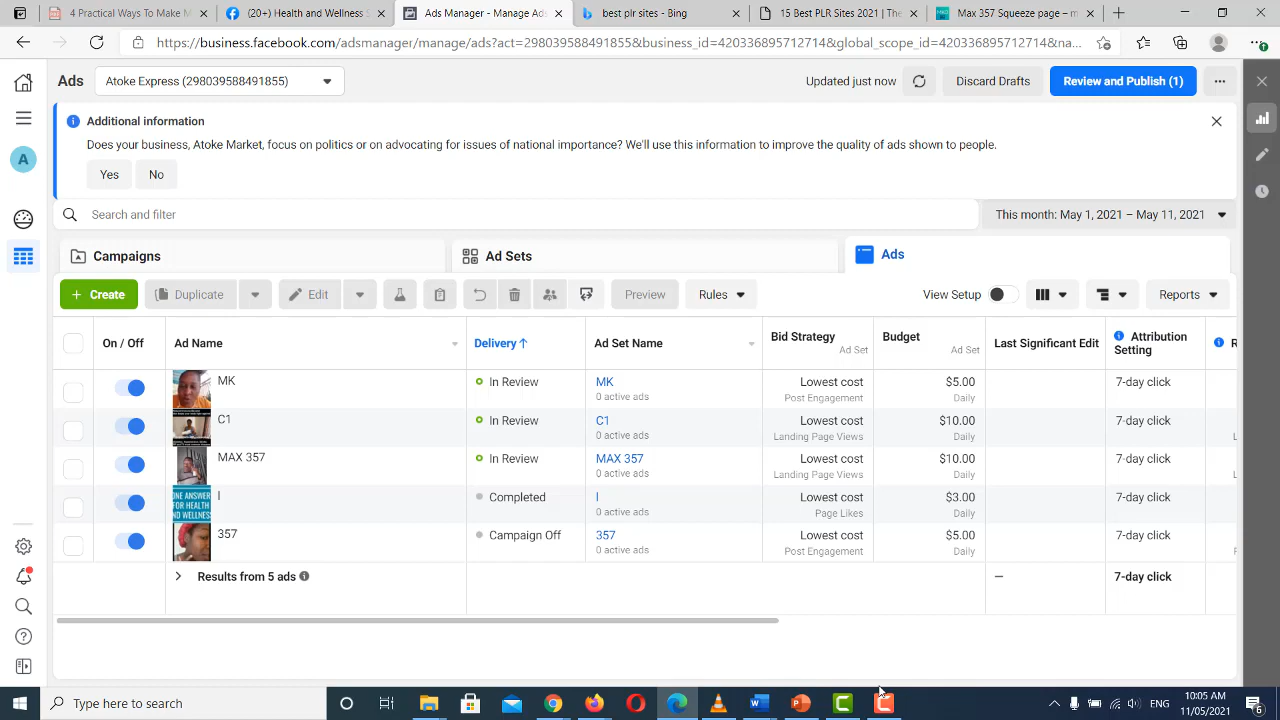 4 Practical Ways To Make M
(20+) Health and Wellness S
Ads Manager - Manage Ads
best plr sites - Bing
15 Best PLR Sites 2021 | The
Max 357 Squeeze page – m
https://business.facebook.com/adsmanager/manage/ads?act=298039588491855&business_id=420336965712714&global_scope_id=420336965712714&na...
Ads
Atoke Express (298039588491855)
Updated just now
Discard Drafts
Review and Publish (1)
Additional information
Does your business, Atoke Market, focus on politics or on advocating for issues of national importance? We'll use this information to improve the quality of ads shown to people.
A
Yes
No
Search and filter
This month: May 1, 2021 – May 11, 2021
Campaigns
Ad Sets
Ads
+ Create
Duplicate
Edit
Preview
Rules
View Setup
Reports
On / Off
Ad Name
Delivery ↑
Ad Set Name
Bid Strategy
Ad Set
Budget
Ad Set
Last Significant Edit
Attribution
Setting
R
MK
In Review
MK
0 active ads
Lowest cost
Post Engagement
$5.00
Daily
7-day click
C1
In Review
C1
0 active ads
Lowest cost
Landing Page Views
$10.00
Daily
7-day click
L
MAX 357
In Review
MAX 357
0 active ads
Lowest cost
Landing Page Views
$10.00
Daily
7-day click
L
ONE ANSWER
FOR HEALTH
AND WELLNESS
I
Completed
I
0 active ads
Lowest cost
Page Likes
$3.00
Daily
7-day click
357
Campaign Off
357
0 active ads
Lowest cost
Post Engagement
$5.00
Daily
7-day click
Results from 5 ads
—
7-day click
Type here to search
ENG
10:05 AM
11/05/2021
6